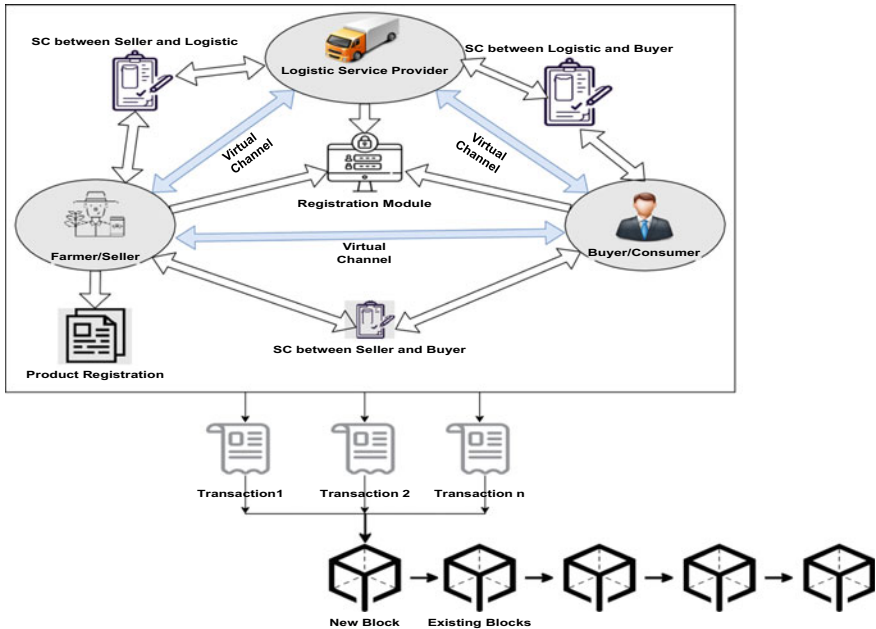 SC between Seller and Logistic
SC between Logistic and Buyer
Logistic Service Provider
Virtual
Channel
Virtual
Channel
Registration Module
Farmer/Seller
Virtual
Channel
Buyer/Consumer
SC between Seller and Buyer
Product Registration
Transaction1
Transaction 2
Transaction n
New Block
Existing Blocks